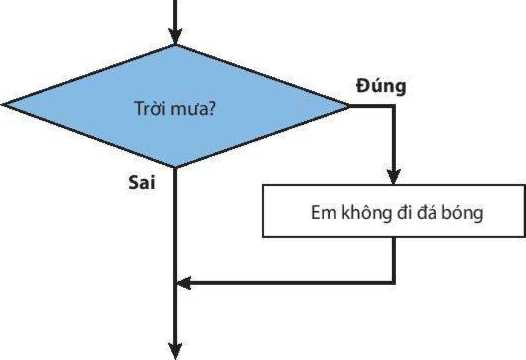 Đúng
Trời mưa?
Sai
Em không đi đá bóng